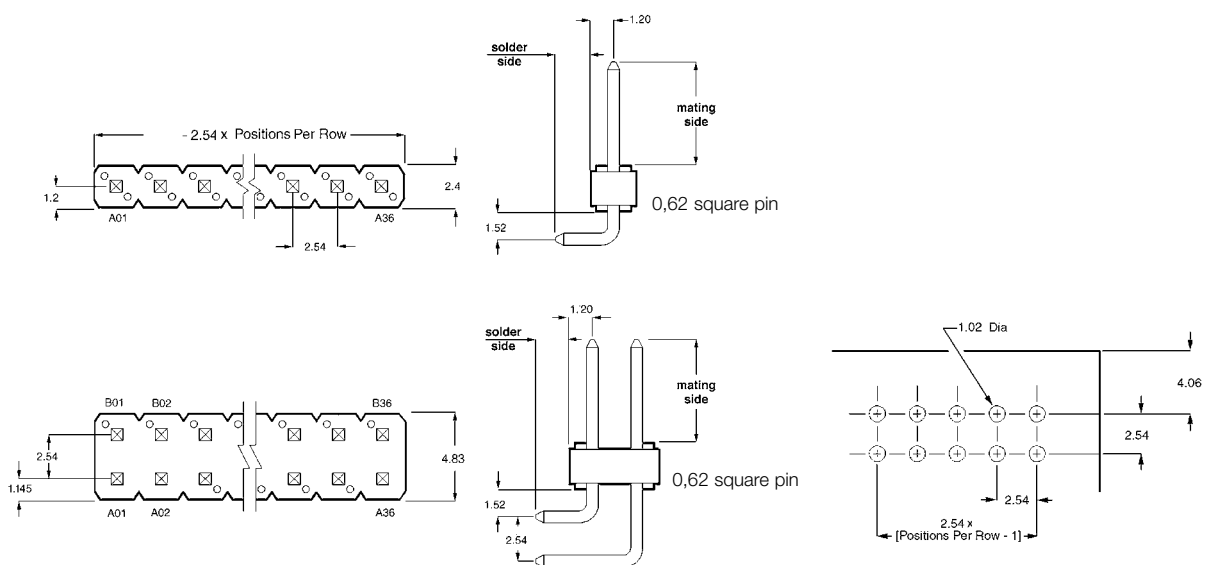 - 2.54 x Positions Per Row
1.2
2.4
A01
A36
2.54
1.20
solder
side
mating
side
0,62 square pin
1.52
B01
B02
B36
2.54
4.83
1.145
A01
A02
A36
1.20
solder
side
mating
side
0,62 square pin
1.52
2.54
1.02 Dia
4.06
2.54
2.54
2.54 x
[Positions Per Row - 1]